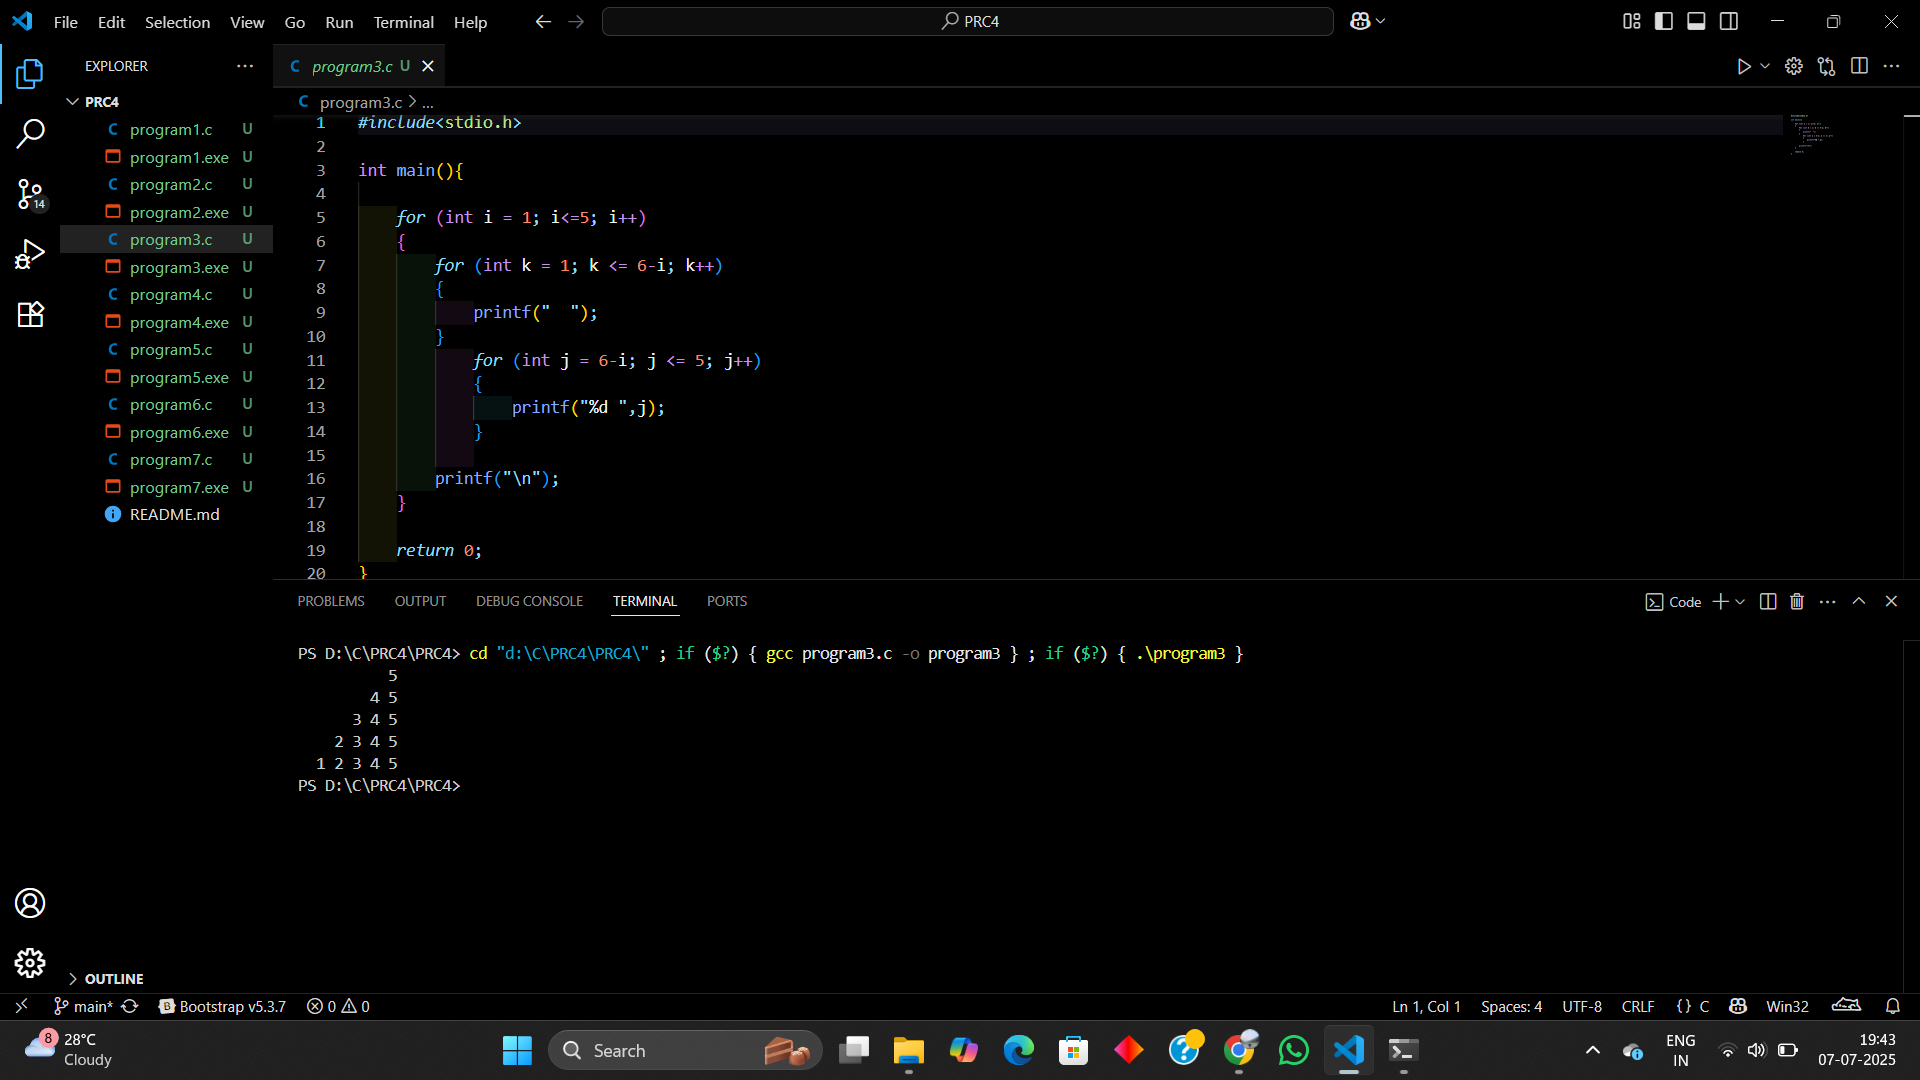 File Edit Selection View Go Run Terminal Help
PRC4
EXPLORER
PRC4
program1.c U
program1.exe U
program2.c U
program2.exe U
program3.c U
program3.exe U
program4.c U
program4.exe U
program5.c U
program5.exe U
program6.c U
program6.exe U
program7.c U
program7.exe U
README.md
OUTLINE
14
C program3.c U
C program3.c > ...
1 #include<stdio.h>
2
3 int main(){
4
5 for (int i = 1; i<=5; i++)
6 {
7 for (int k = 1; k <= 6-i; k++)
8 {
9 printf("  ");
10 }
11 for (int j = 6-i; j <= 5; j++)
12 {
13 printf("%d ",j);
14 }
15
16 printf("\n");
17 }
18
19 return 0;
20 }
PROBLEMS OUTPUT DEBUG CONSOLE TERMINAL PORTS
Code
PS D:\C\PRC4\PRC4> cd "d:\C\PRC4\PRC4\" ; if ($?) { gcc program3.c -o program3 } ; if ($?) { .\program3 }
5
4 5
3 4 5
2 3 4 5
1 2 3 4 5
PS D:\C\PRC4\PRC4>
main* Bootstrap v5.3.7 0 0
Ln 1, Col 1 Spaces: 4 UTF-8 CRLF {} C Win32
8
28°C
Cloudy
Search
ENG
IN
19:43
07-07-2025